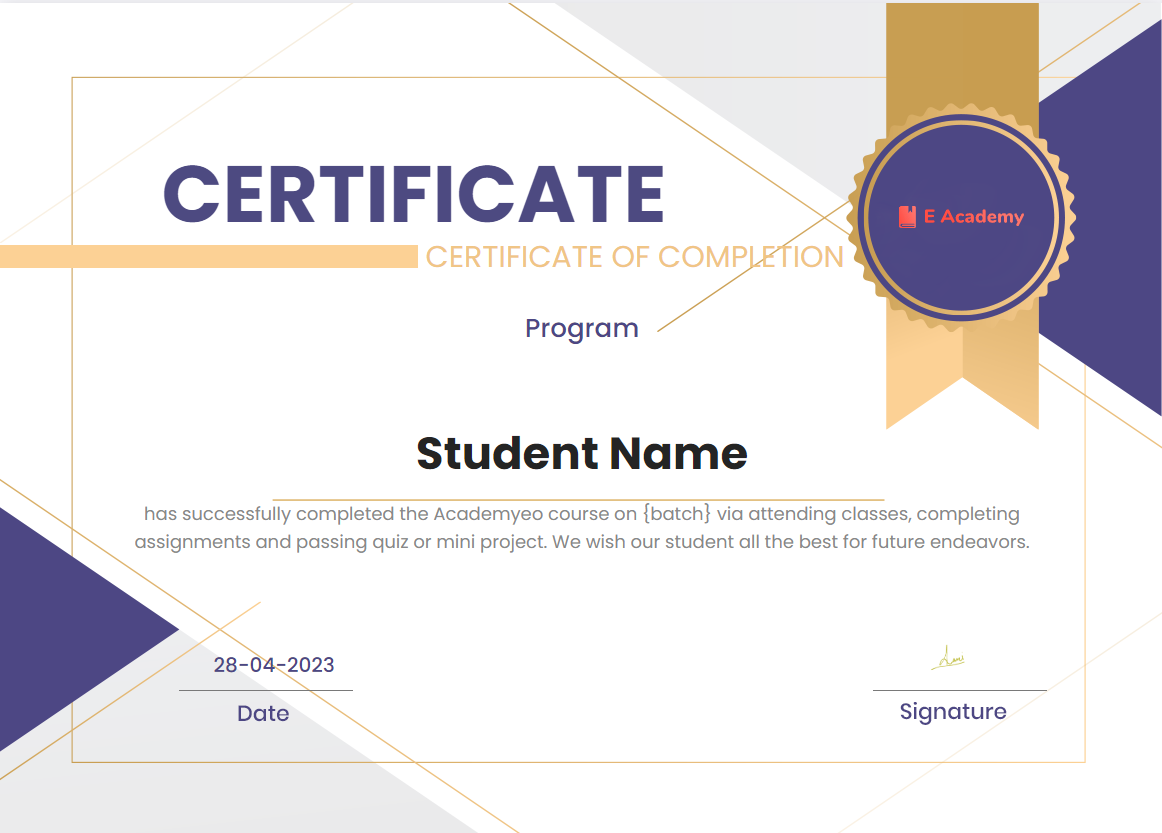 CERTIFICATE
E Academy
CERTIFICATE OF COMPLETION
Program
Student Name
has successfully completed the Academyeo course on {batch} via attending classes, completing
assignments and passing quiz or mini project. We wish our student all the best for future endeavors.
28-04-2023
Date
Signature